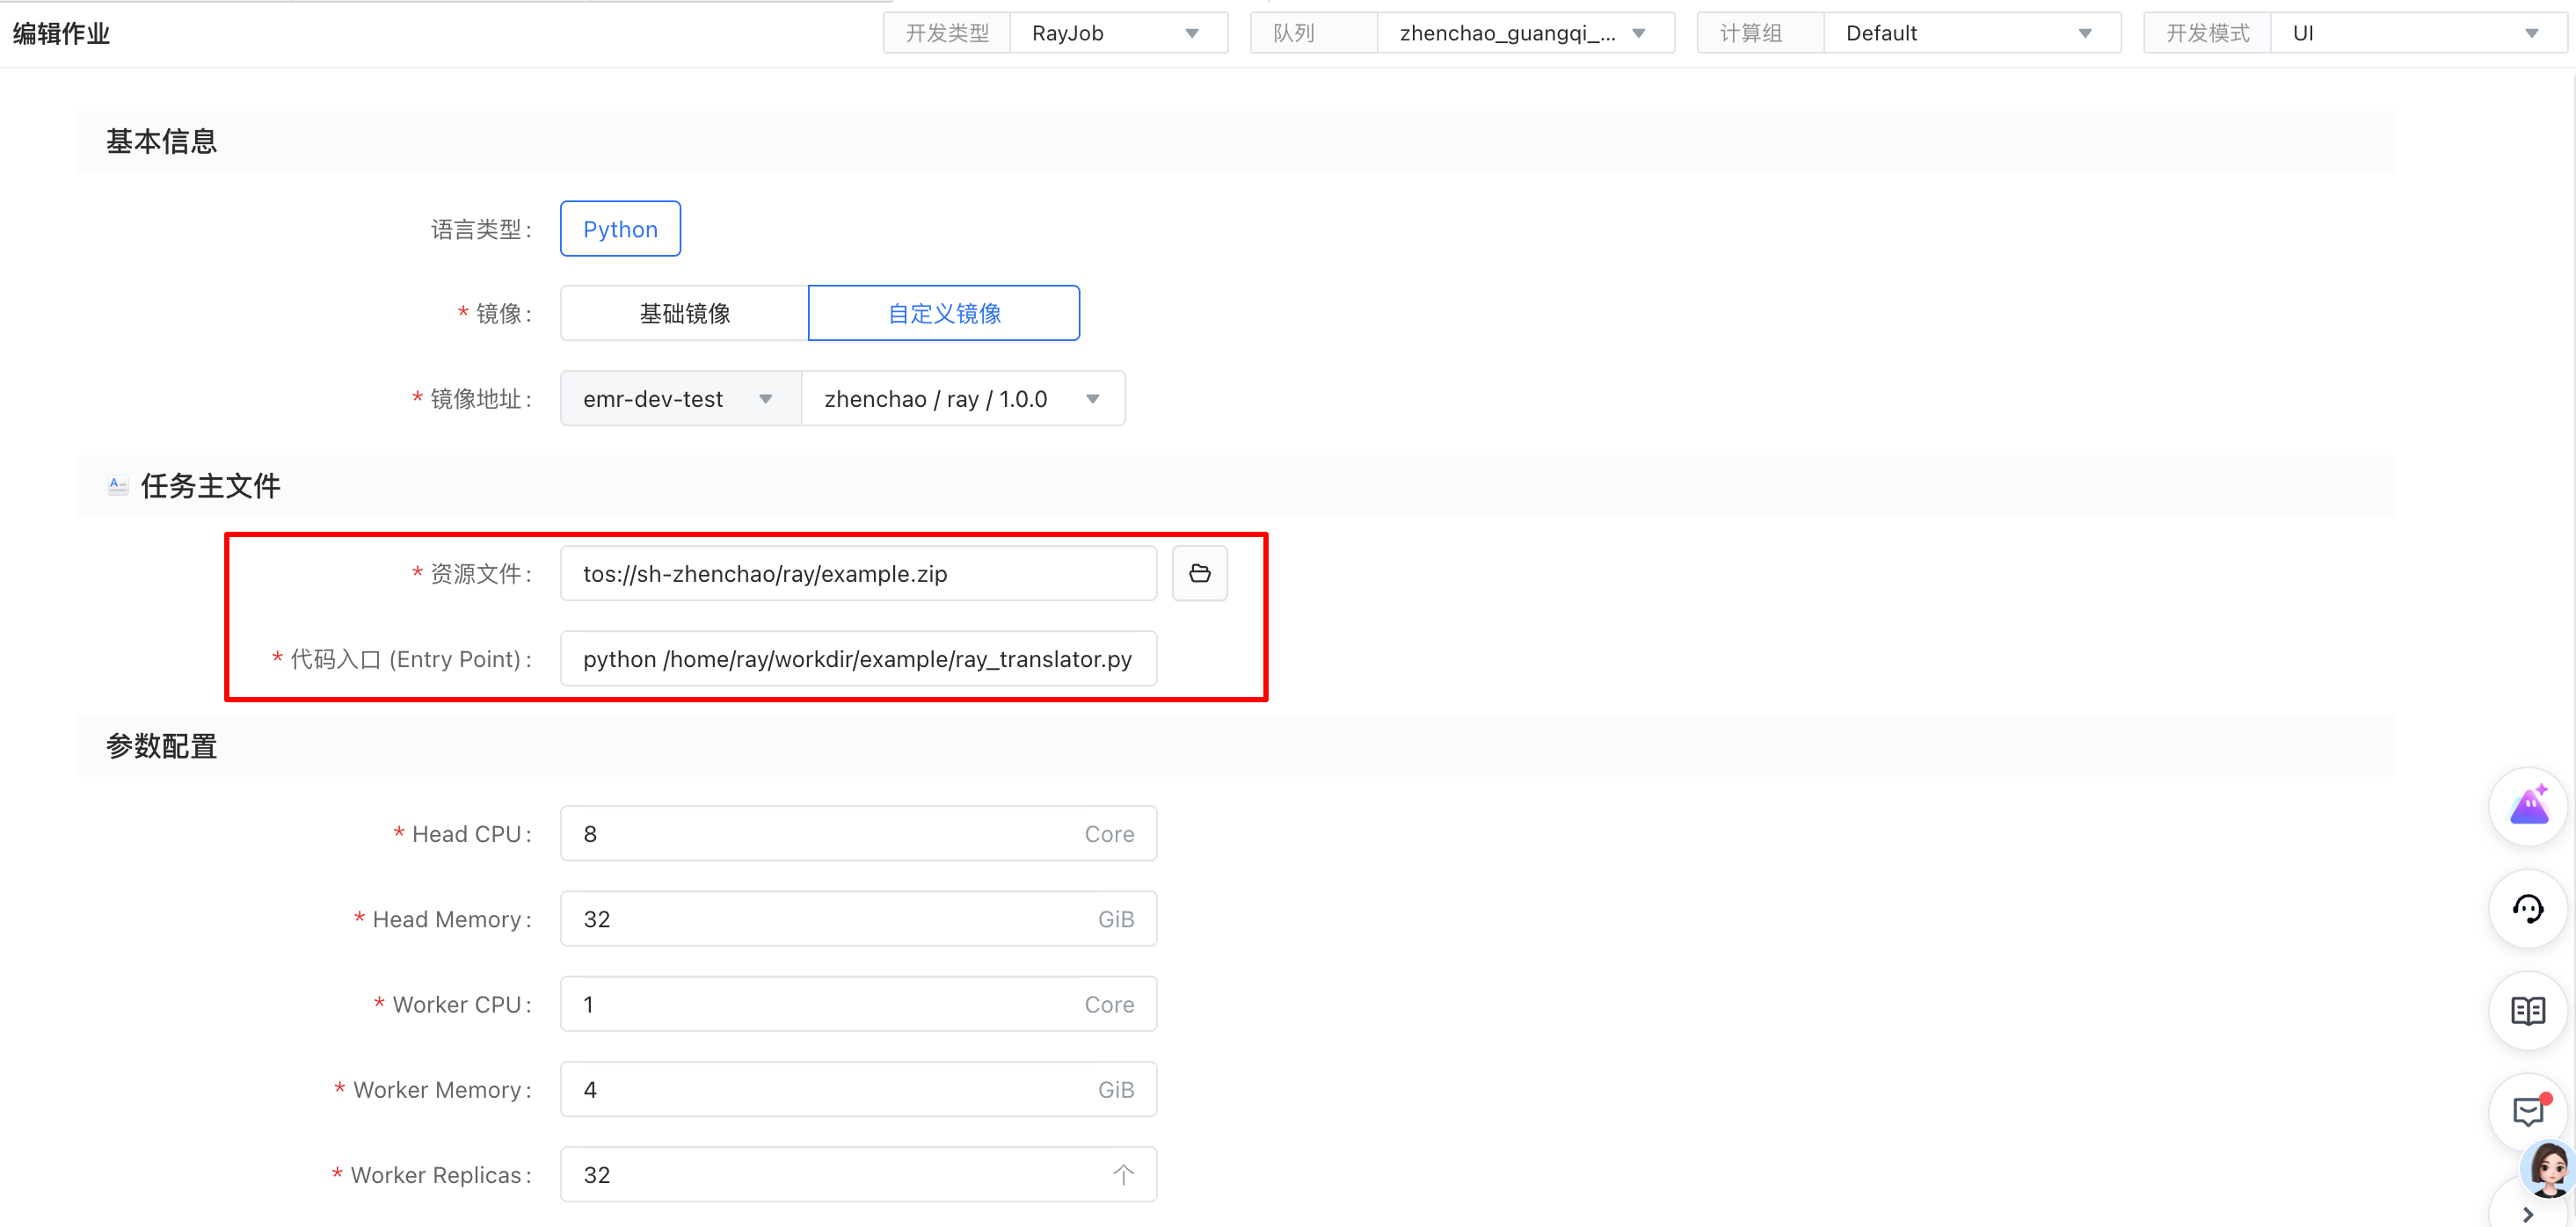 编辑作业
开发类型 RayJob 队列 zhenchao_guangqi_... 计算组 Default 开发模式 UI
基本信息
语言类型: Python
* 镜像: 基础镜像 自定义镜像
* 镜像地址: emr-dev-test zhenchao / ray / 1.0.0
A 任务主文件
* 资源文件: tos://sh-zhenchao/ray/example.zip
* 代码入口 (Entry Point): python /home/ray/workdir/example/ray_translator.py
参数配置
* Head CPU: 8 Core
* Head Memory: 32 GiB
* Worker CPU: 1 Core
* Worker Memory: 4 GiB
* Worker Replicas: 32 个